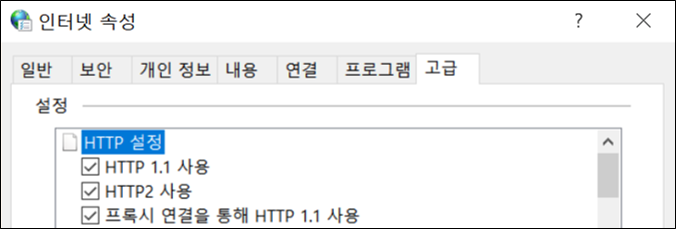 인터넷 속성
일반 보안 개인 정보 내용 연결 프로그램 고급
설정
HTTP 설정
HTTP 1.1 사용
HTTP2 사용
프록시 연결을 통해 HTTP 1.1 사용